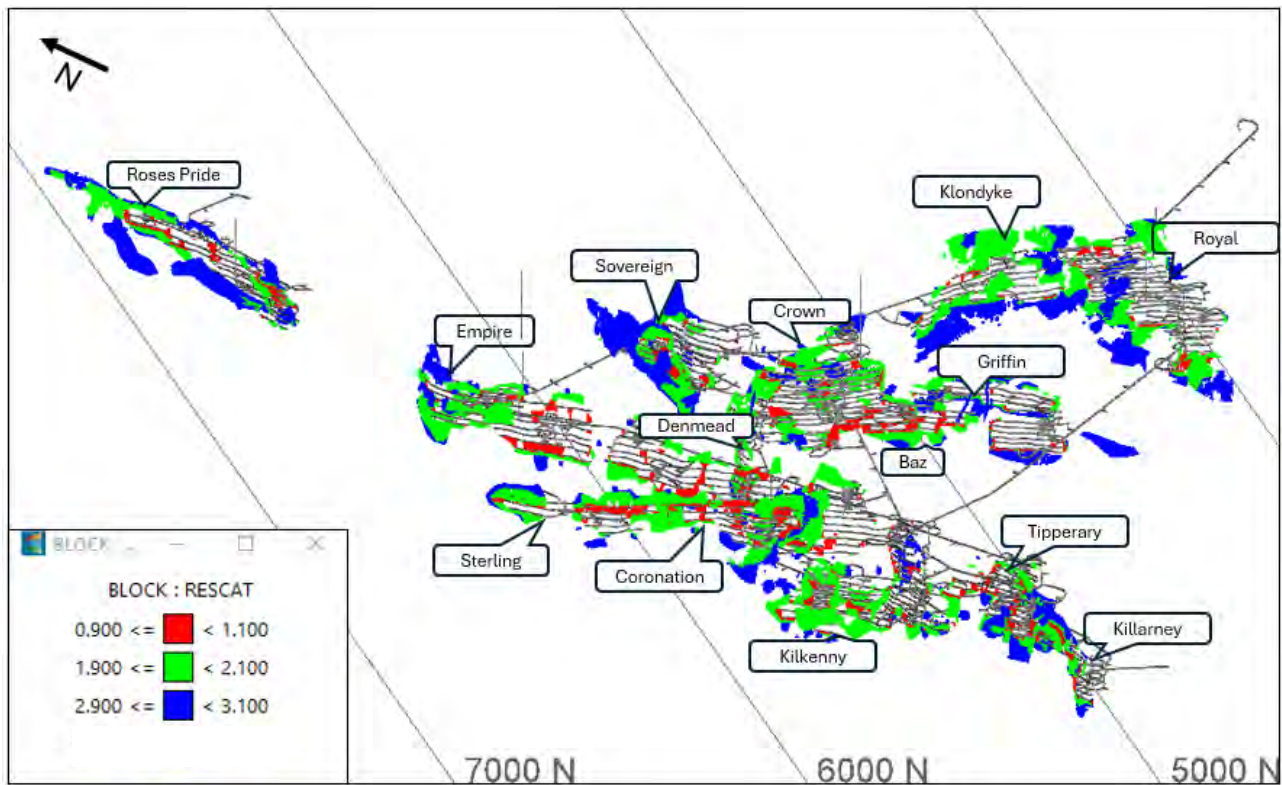 N
Roses Pride
Klondyke
Royal
Sovereign
Crown
Empire
Griffin
Denmead
Baz
Tipperary
Sterling
Coronation
Killarney
Kilkenny
BLOCK ...
BLOCK : RESCAT
0.900 <= < 1.100
1.900 <= < 2.100
2.900 <= < 3.100
7000 N
6000 N
5000 N